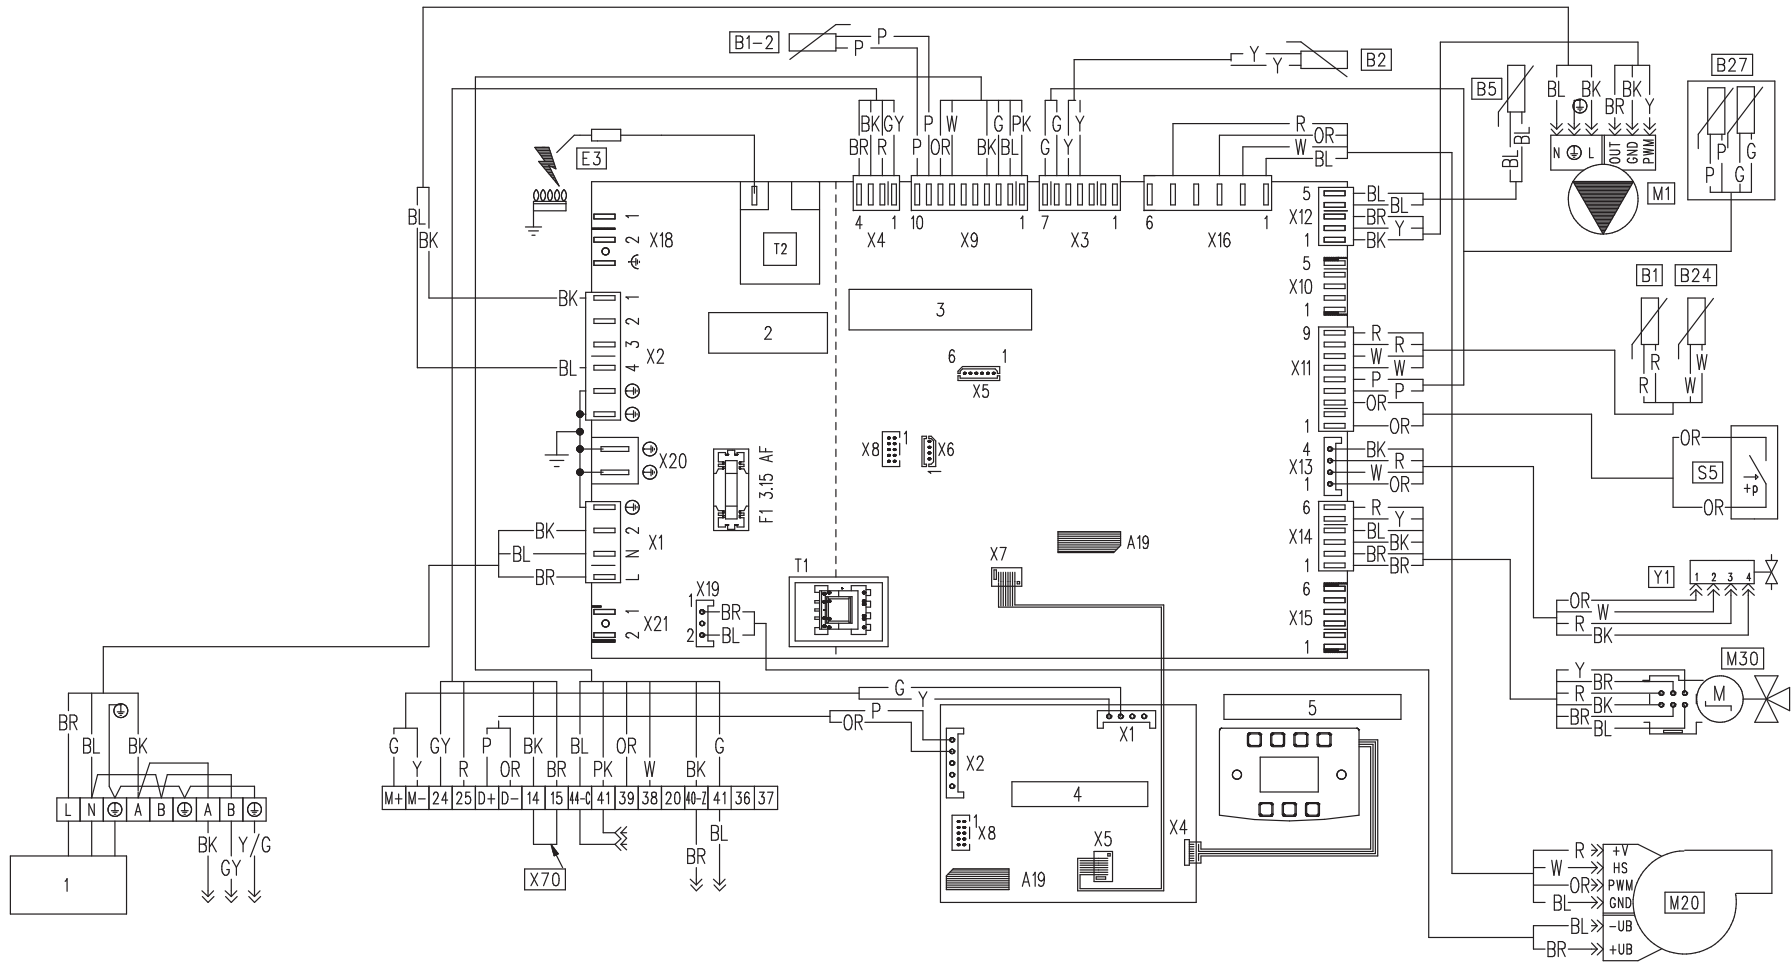 B1-2 P P
Y Y B2
B5 BL BL
BL BK BR BK Y
N L OUT GND PWM
M1
B27
P G P G
E3
BK GY BR R
P W G PK P OR BK BL
G Y G Y
R
OR
W
BL
4 1 X4
10 1 X9
7 1 X3
6 1 X16
T2
1 2 X18
BL BK
BK 1
2
3 X2
BL 4
X20
BK 2 X1
BL N
BR L
1 X21
2
X19
1 BR
2 BL
F1 3.15 AF
T1
2
3
6 1
X5
X8 1
X6 1
A19
X7
5 BL
BL
X12 BR
Y
1 BK
5
X10
1
9 R
R
W
X11 W
P
P
OR
1 OR
4 BK
X13 R
W
1 OR
6 R
Y
X14 BL
BK
BR
1 BR
6
X15
1
B1 B24
R R W W
OR
S5 +p
OR
Y1 1 2 3 4
OR
W
R
BK
M30
Y
BR
R M
BK
BR
BL
BR BL BK
L N A B A B
BK GY Y/G
1
G Y GY R P OR BK BR BL PK OR W BK G
M+ M- 24 25 D+ D- 14 15 44-C 41 39 38 20 40-Z 41 36 37
BR BL
X70
G
Y
P
OR
X1
X2
4
X8 1
A19
X5
X4
5
R +V
W HS
OR PWM
BL GND
BL -UB
BR +UB
M20